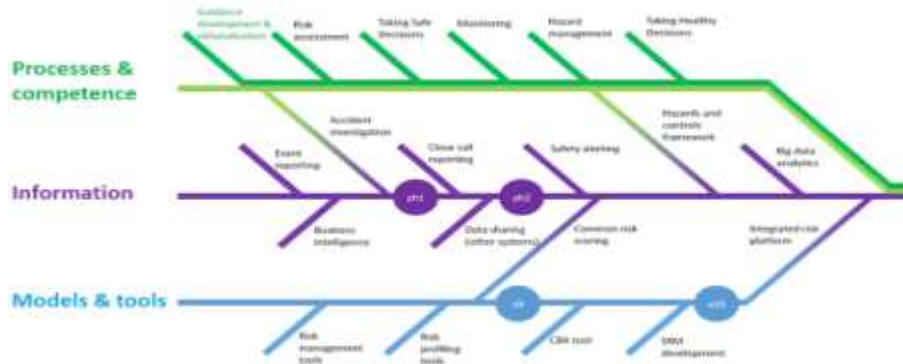 Guidance
development &
Risk
assessment
Taking Safe
Decisions
Monitoring
Hazard
management
Taking Healthy
Decisions
Processes &
competence
Accident
investigation
Hazards and
controls
framework
Event
reporting
Close call
reporting
Safety alerting
Big data
analytics
Information
ph1
ph2
Business
intelligence
Data sharing
(other systems)
Common risk
scoring
Integrated risk
platform
Models & tools
Risk
management
tools
Risk
profiling
tools
CBA tool
SRM
development